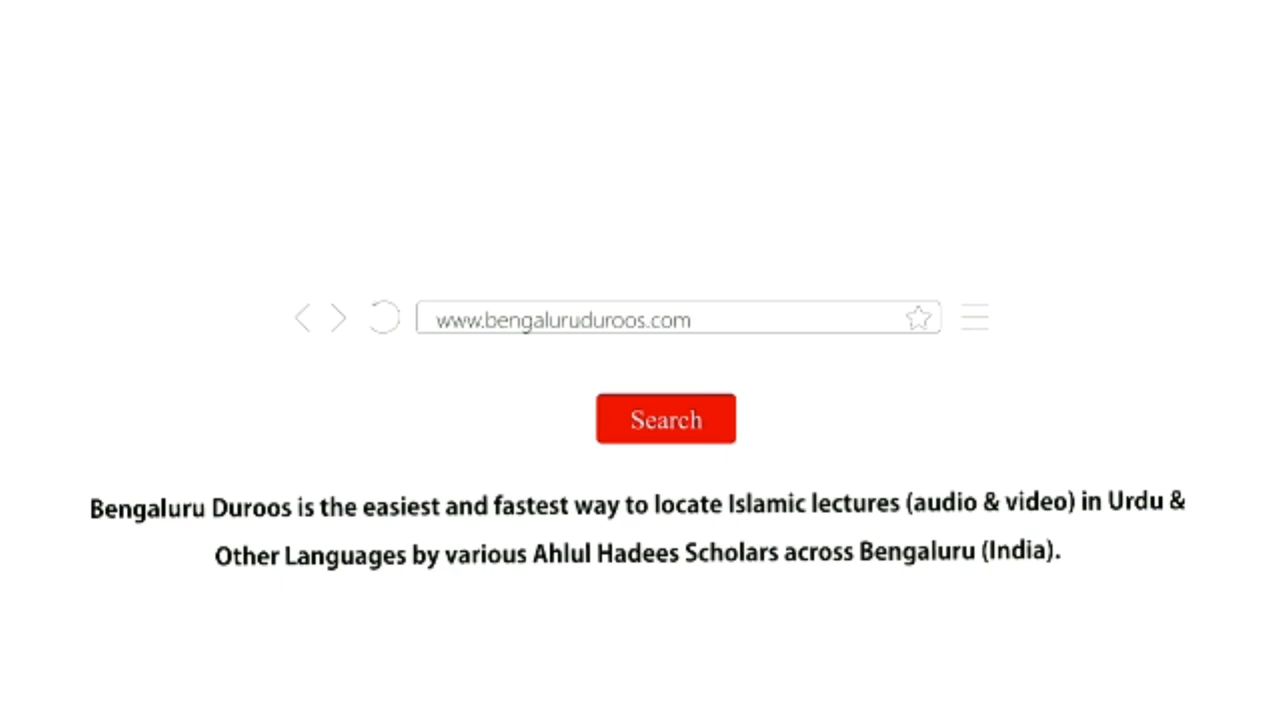 www.bengaluruduroos.com
Search
Bengaluru Duroos is the easiest and fastest way to locate Islamic lectures (audio & video) in Urdu &
Other Languages by various Ahlul Hadees Scholars across Bengaluru (India).